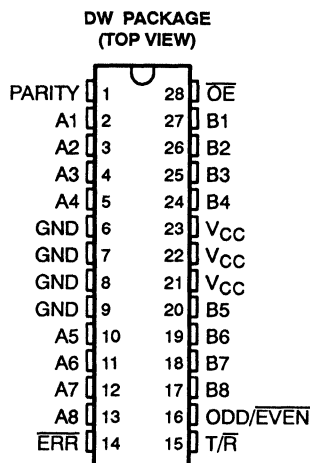 DW PACKAGE
(TOP VIEW)
PARITY 1 28 O̅E̅
A1 2 27 B1
A2 3 26 B2
A3 4 25 B3
A4 5 24 B4
GND 6 23 VCC
GND 7 22 VCC
GND 8 21 VCC
GND 9 20 B5
A5 10 19 B6
A6 11 18 B7
A7 12 17 B8
A8 13 16 ODD/E̅V̅E̅N̅
E̅R̅R̅ 14 15 T/R̅